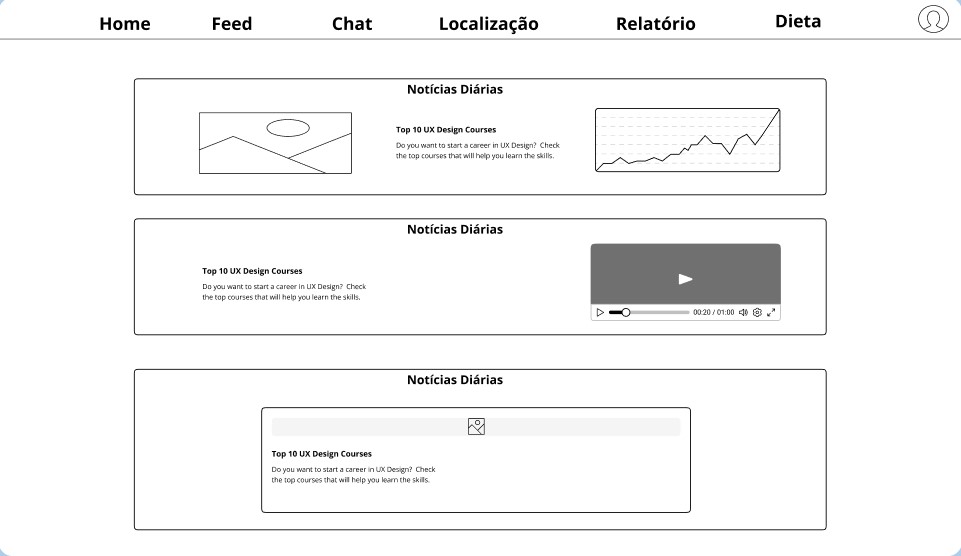 Home Feed Chat Localização Relatório Dieta
Notícias Diárias
Top 10 UX Design Courses
Do you want to start a career in UX Design? Check
the top courses that will help you learn the skills.
Notícias Diárias
Top 10 UX Design Courses
Do you want to start a career in UX Design? Check
the top courses that will help you learn the skills.
00:20 / 01:00
Notícias Diárias
Top 10 UX Design Courses
Do you want to start a career in UX Design? Check
the top courses that will help you learn the skills.